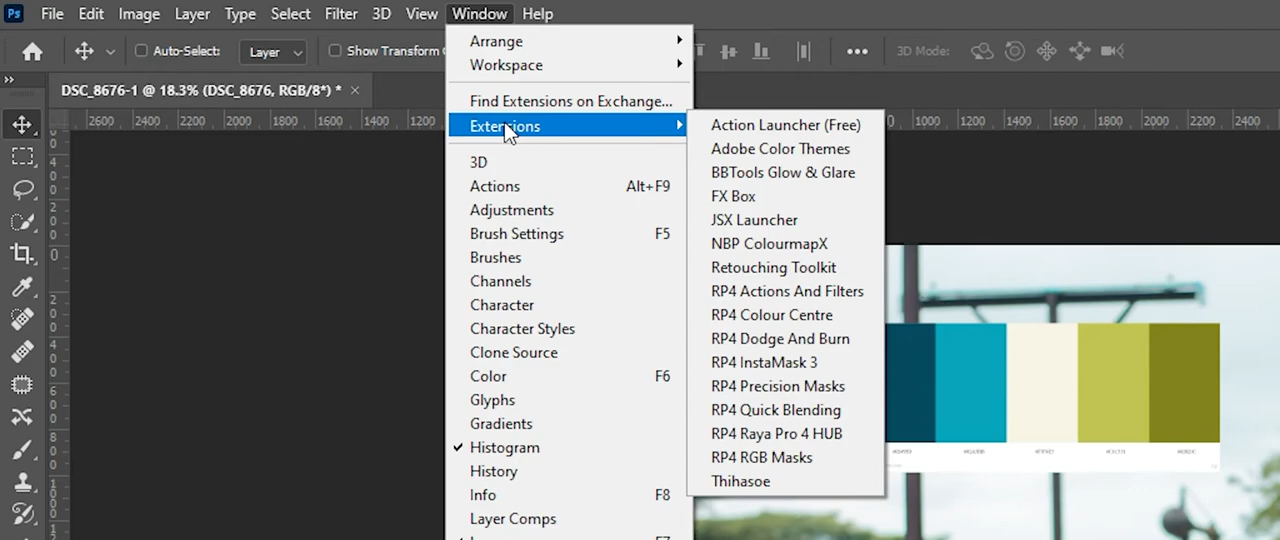 Ps File Edit Image Layer Type Select Filter 3D View Window Help
Auto-Select: Layer Show Transform 3D Mode:
DSC_8676-1 @ 18.3% (DSC_8676, RGB/8*) *
2600 2400 2200 2000 1800 1600 1400 1200 1000 1200 1400 1600 1800 2000 2200 2400
Arrange
Workspace
Find Extensions on Exchange...
Extensions
3D
Actions Alt+F9
Adjustments
Brush Settings F5
Brushes
Channels
Character
Character Styles
Clone Source
Color F6
Glyphs
Gradients
Histogram
History
Info F8
Layer Comps
Action Launcher (Free)
Adobe Color Themes
BBTools Glow & Glare
FX Box
JSX Launcher
NBP ColourmapX
Retouching Toolkit
RP4 Actions And Filters
RP4 Colour Centre
RP4 Dodge And Burn
RP4 InstaMask 3
RP4 Precision Masks
RP4 Quick Blending
RP4 Raya Pro 4 HUB
RP4 RGB Masks
Thihasoe